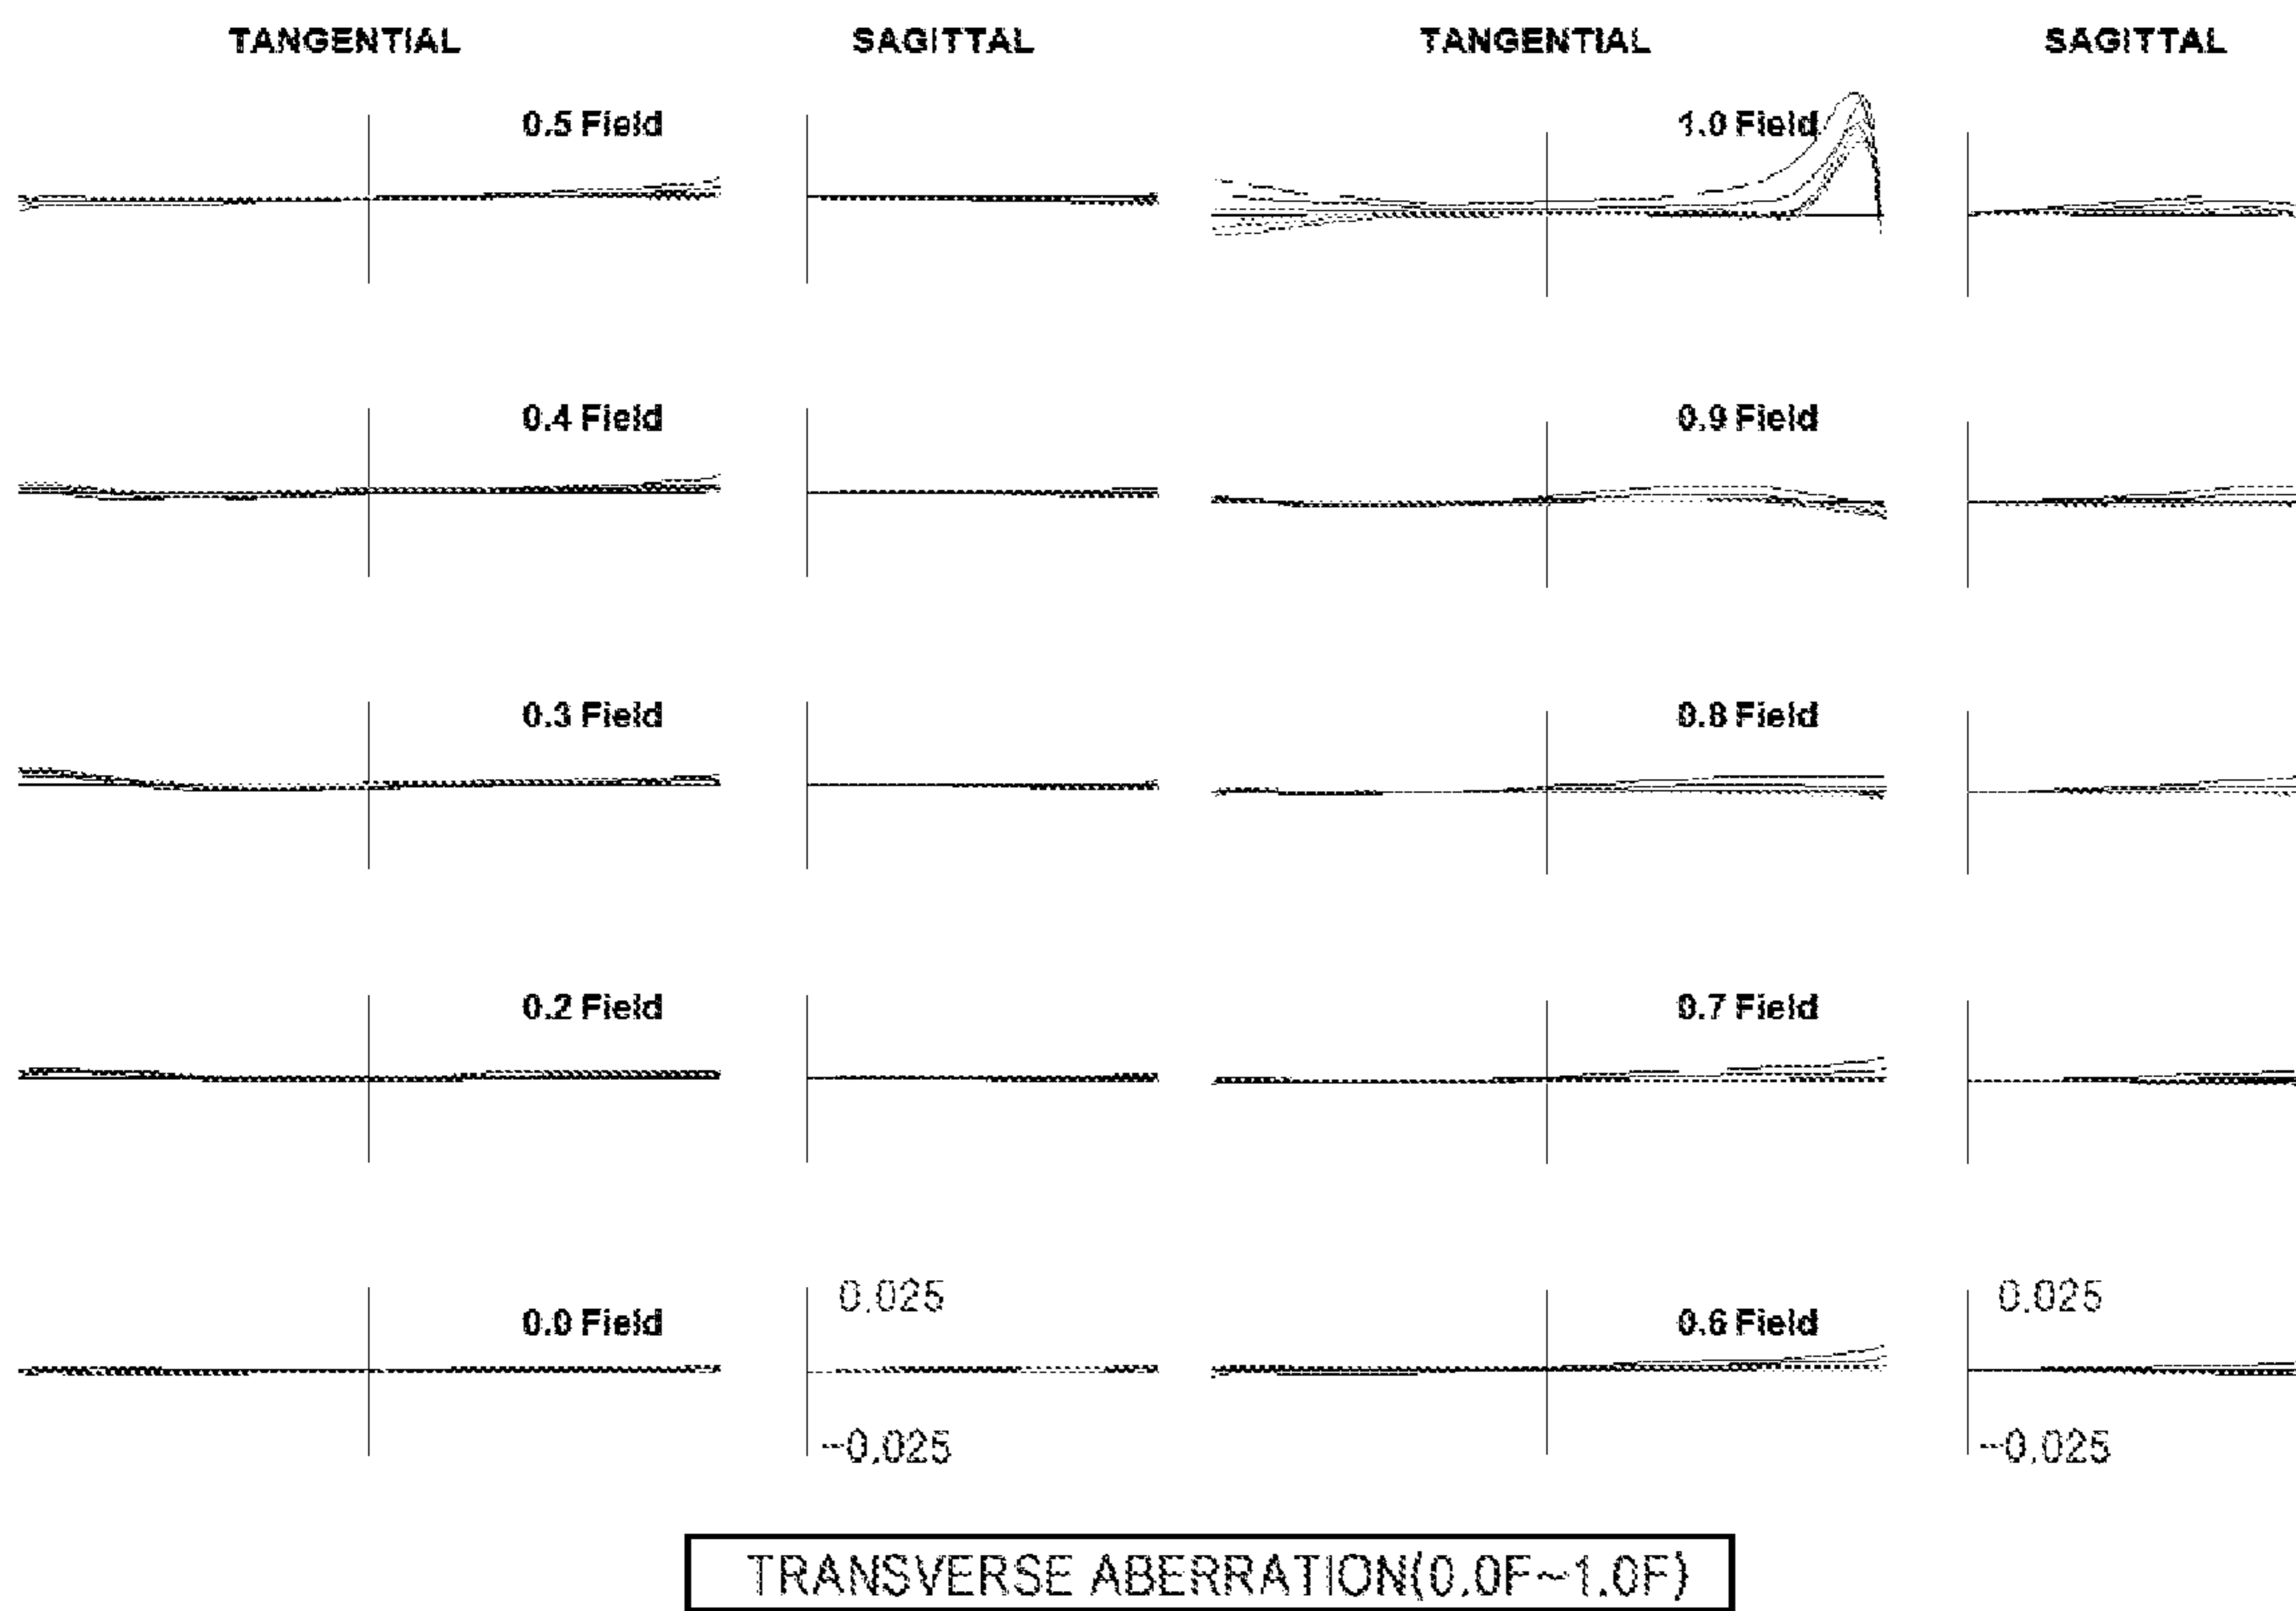 TANGENTIAL SAGITTAL TANGENTIAL SAGITTAL
0.5 Field 1.0 Field
0.4 Field 0.9 Field
0.3 Field 0.8 Field
0.2 Field 0.7 Field
0.025 0.025
0.0 Field 0.6 Field
-0.025 -0.025
TRANSVERSE ABERRATION(0.0F~1.0F)